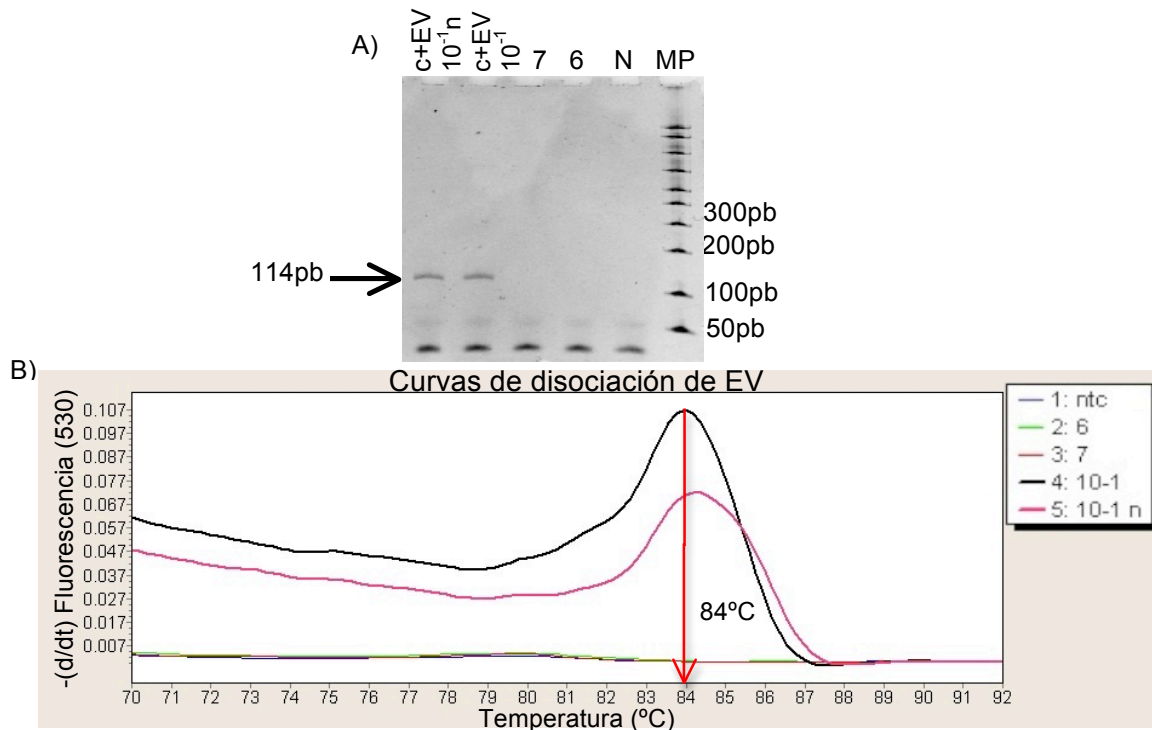 A)
c+EV 10⁻¹n
c+EV 10⁻¹
7
6
N
MP
300pb
200pb
114pb
100pb
50pb
B)
Curvas de disociación de EV
-(d/dt) Fluorescencia (530)
0.107
0.097
0.087
0.077
0.067
0.057
0.047
0.037
0.027
0.017
0.007
84ºC
70 71 72 73 74 75 76 77 78 79 80 81 82 83 84 85 86 87 88 89 90 91 92
Temperatura (ºC)
1: ntc
2: 6
3: 7
4: 10-1
5: 10-1 n